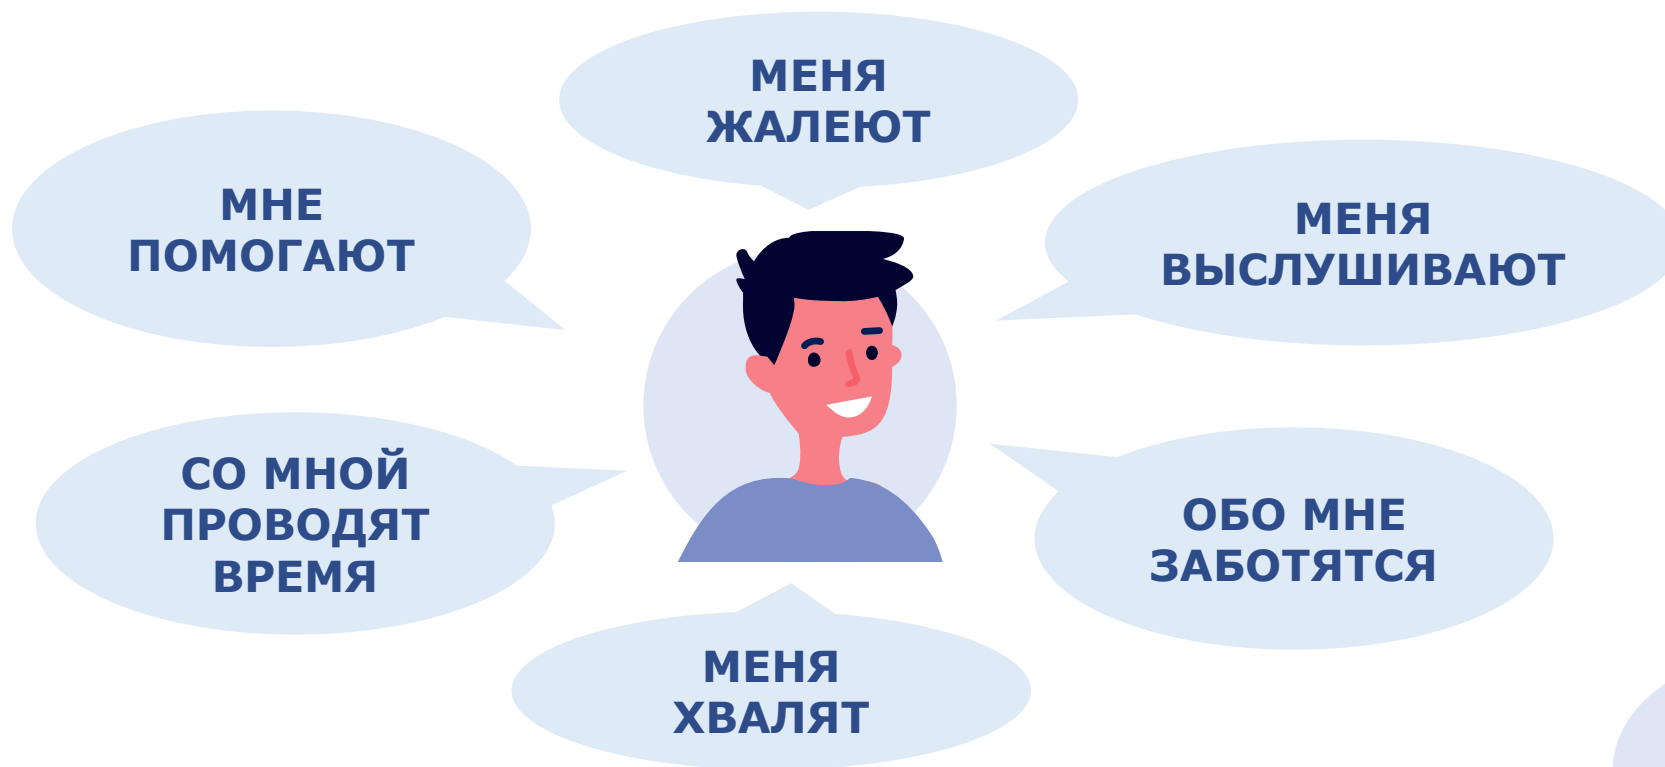 МЕНЯ
ЖАЛЕЮТ
МНЕ
ПОМОГАЮТ
МЕНЯ
ВЫСЛУШИВАЮТ
СО МНОЙ
ПРОВОДЯТ
ВРЕМЯ
ОБО МНЕ
ЗАБОТЯТСЯ
МЕНЯ
ХВАЛЯТ